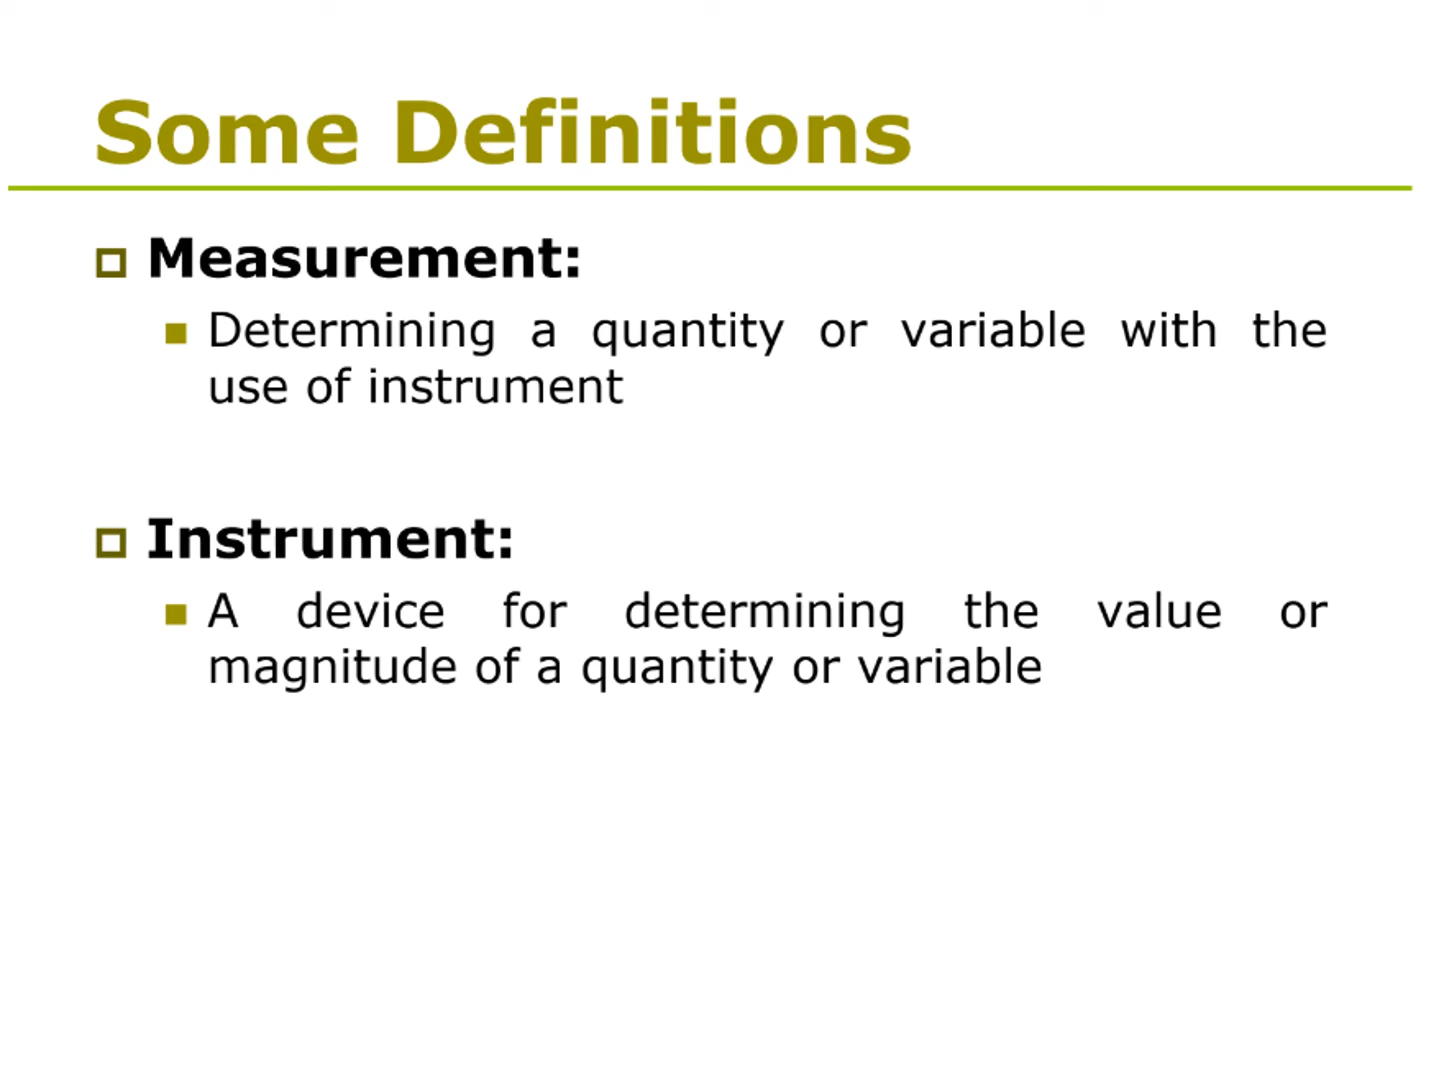 Some Definitions
Measurement:
Determining a quantity or variable with the
use of instrument
Instrument:
A device for determining the value or
magnitude of a quantity or variable